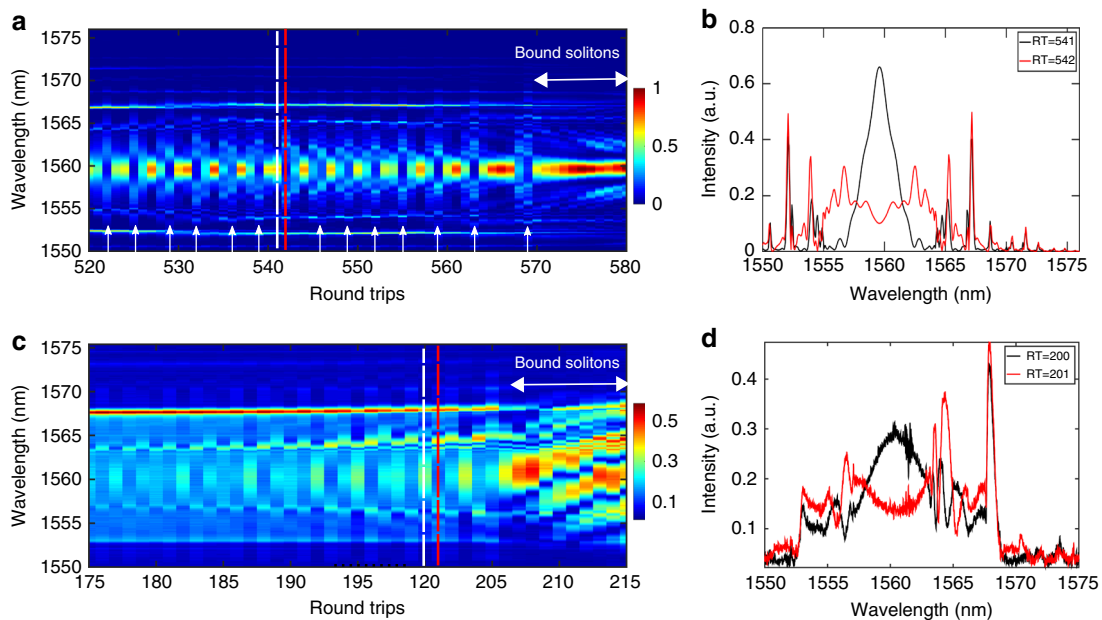 a
1575
1570
1565
1560
1555
1550
Wavelength (nm)
Bound solitons
1
0.5
0
520 530 540 550 560 570 580
Round trips
b
RT=541
RT=542
0.6
0.4
0.2
0
Intensity (a.u.)
1550 1555 1560 1565 1570 1575
Wavelength (nm)
c
1575
1570
1565
1560
1555
1550
Wavelength (nm)
Bound solitons
0.5
0.3
0.1
175 180 185 190 195 120 205 210 215
Round trips
d
RT=200
RT=201
0.4
0.3
0.2
0.1
Intensity (a.u.)
1550 1555 1560 1565 1570 1575
Wavelength (nm)